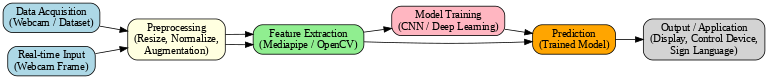 Data Acquisition
(Webcam / Dataset)
Real-time Input
(Webcam Frame)
Preprocessing
(Resize, Normalize,
Augmentation)
Feature Extraction
(Mediapipe / OpenCV)
Model Training
(CNN / Deep Learning)
Prediction
(Trained Model)
Output / Application
(Display, Control Device,
Sign Language)